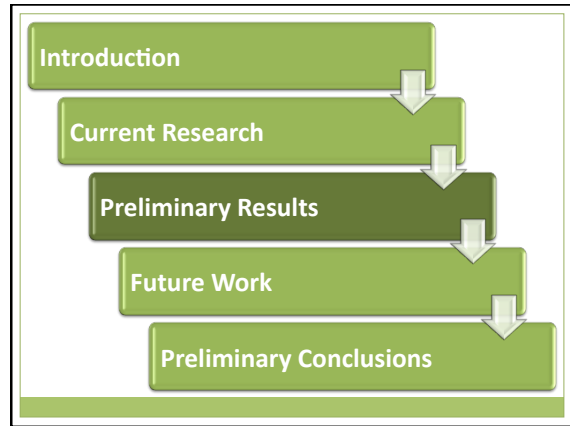 Introduction
Current Research
Preliminary Results
Future Work
Preliminary Conclusions